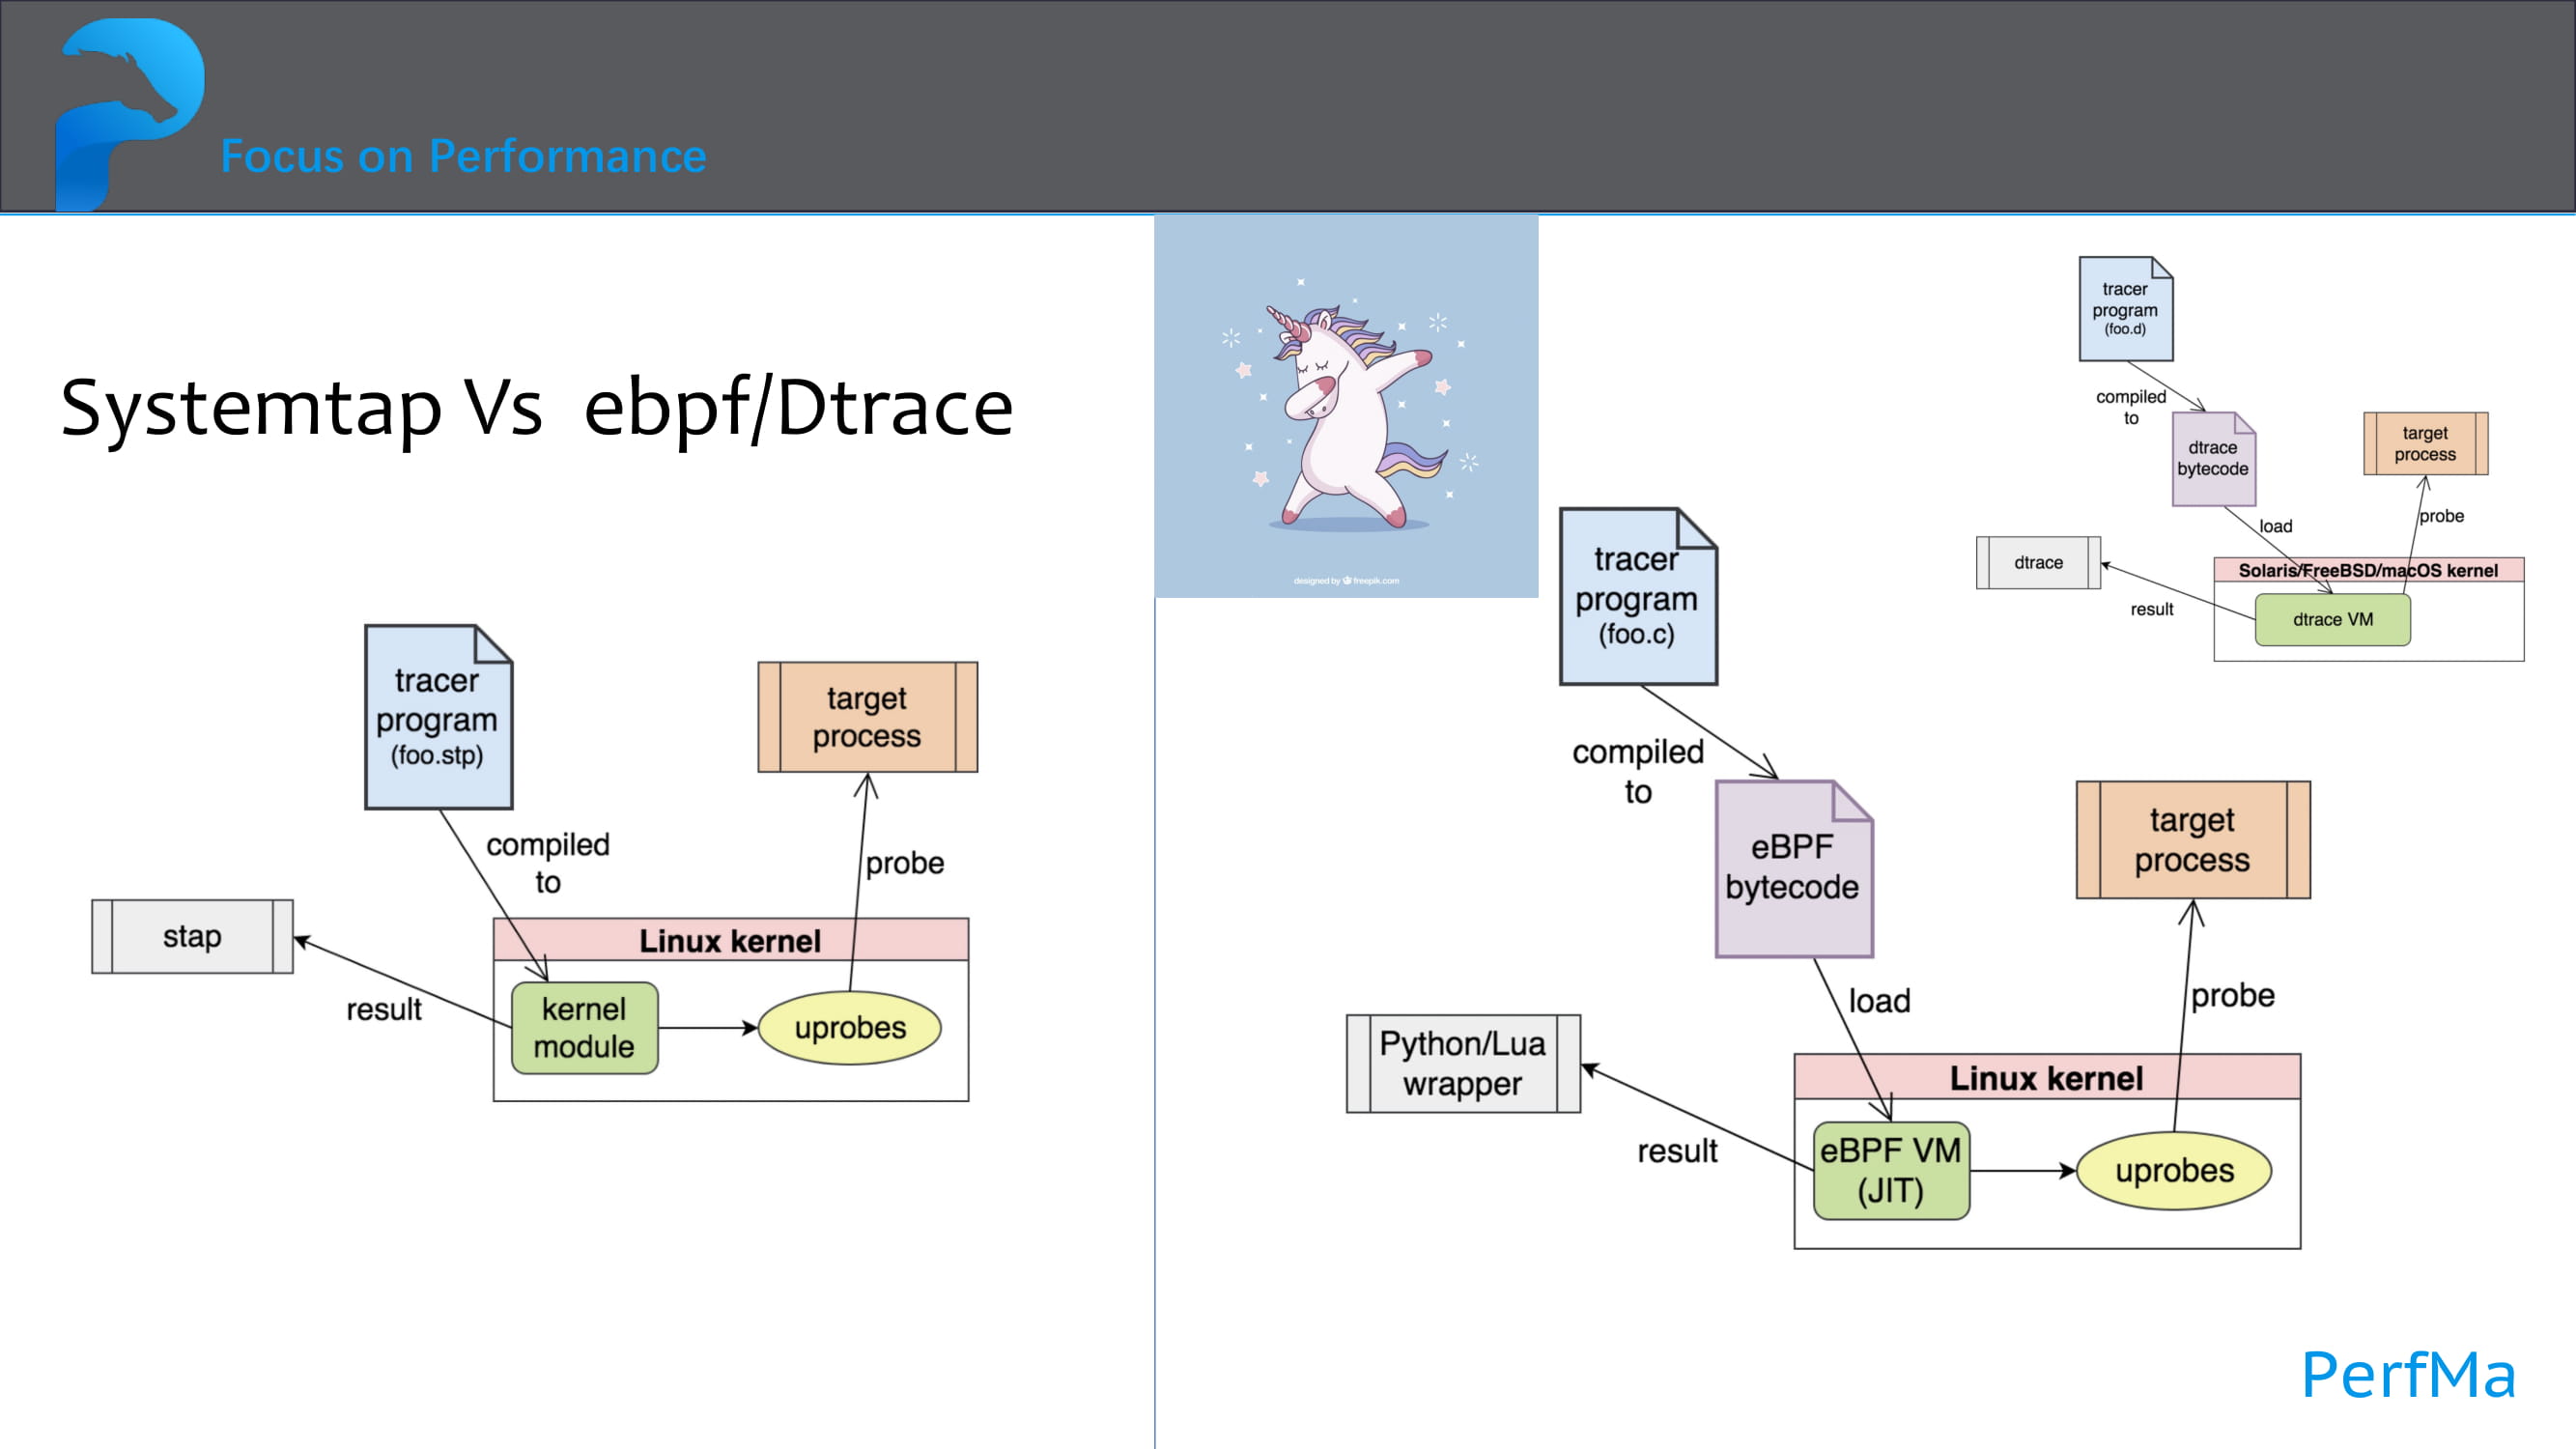 Focus on Performance
Systemtap Vs  ebpf/Dtrace
tracer
program
(foo.stp)
compiled
to
target
process
probe
stap
result
Linux kernel
kernel
module
uprobes
designed by freepik.com
tracer
program
(foo.c)
compiled
to
eBPF
bytecode
load
target
process
probe
Python/Lua
wrapper
result
Linux kernel
eBPF VM
(JIT)
uprobes
tracer
program
(foo.d)
compiled
to
dtrace
bytecode
load
target
process
probe
dtrace
result
Solaris/FreeBSD/macOS kernel
dtrace VM
PerfMa